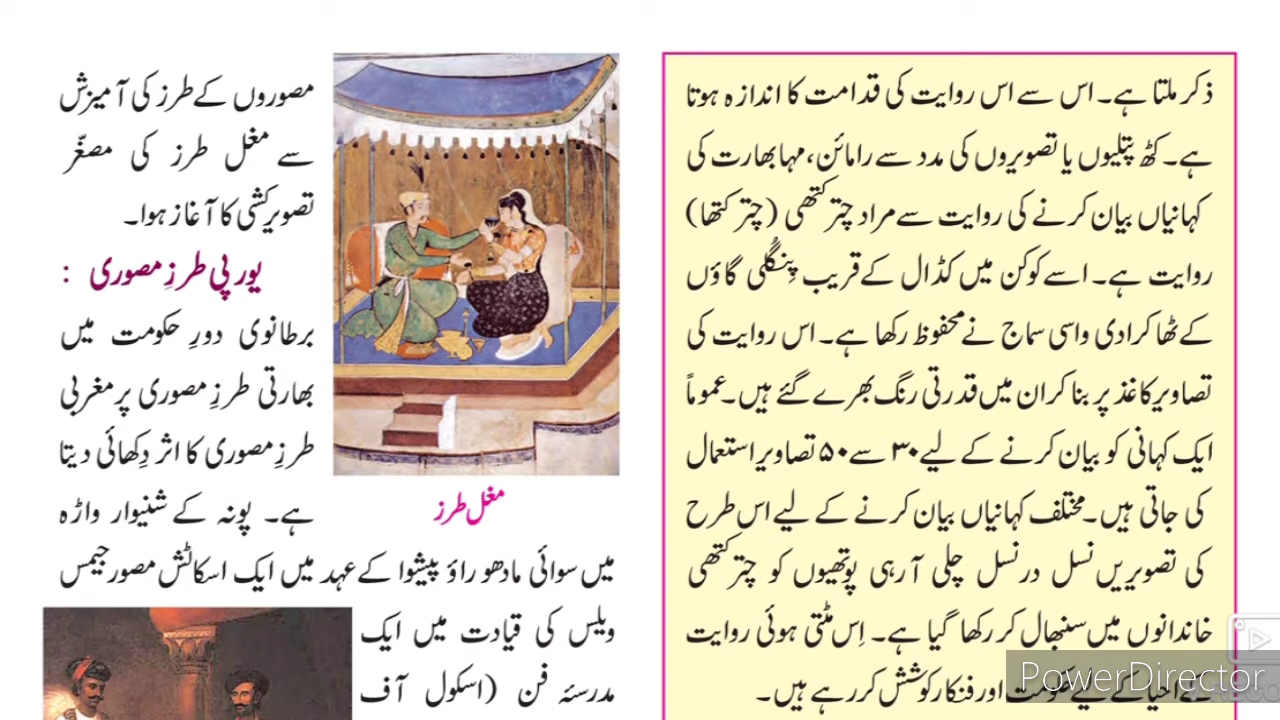 ذکر ملتا ہے۔ اس سے اس روایت کی قدامت کا اندازہ ہوتا
ہے۔ کٹھ پتلیوں یا تصویروں کی مدد سے رامائن، مہابھارت کی
کہانیاں بیان کرنے کی روایت سے مراد چترکتھی (چترکتھا)
روایت ہے۔ اسے کوکن میں کڈال کے قریب پِنگُلی گاؤں
کے ٹھاکر ادی واسی سماج نے محفوظ رکھا ہے۔ اس روایت کی
تصاویر کاغذ پر بنا کر ان میں قدرتی رنگ بھرے گئے ہیں۔ عموماً
ایک کہانی کو بیان کرنے کے لیے ۳۰ سے ۵۰ تصاویر استعمال
کی جاتی ہیں۔ مختلف کہانیاں بیان کرنے کے لیے اس طرح
کی تصویریں نسل در نسل چلی آرہی پوتھیوں کو چترکتھی
خاندانوں میں سنبھال کر رکھا گیا ہے۔ اِس مٹتی ہوئی روایت
کے احیا کے لیے حکومت اور فنکار کوشش کر رہے ہیں۔
مصوروں کے طرز کی آمیزش
سے مغل طرز کی مصغّر
تصویرکشی کا آغاز ہوا۔
یورپی طرزِ مصوری :
برطانوی دورِ حکومت میں
بھارتی طرزِ مصوری پر مغربی
طرزِ مصوری کا اثر دِکھائی دیتا
ہے۔ پونہ کے شنیوار واڑہ
مغل طرز
میں سوائی مادھو راؤ پیشوا کے عہد میں ایک اسکاٹش مصور جیمس
ویلس کی قیادت میں ایک
مدرسۂ فن (اسکول آف
PowerDirector